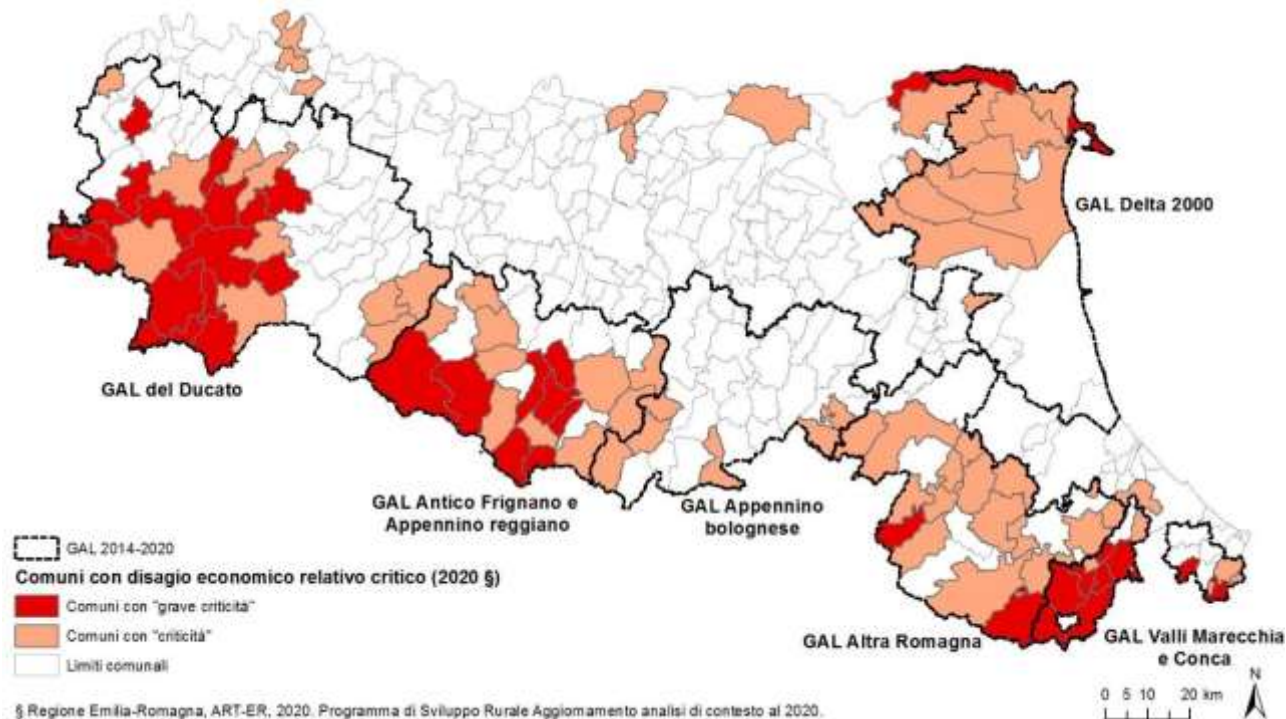 GAL Delta 2000
GAL del Ducato
GAL Antico Frignano e
Appennino reggiano
GAL Appennino
bolognese
GAL Altra Romagna
GAL Valli Marecchia
e Conca
GAL 2014-2020
Comuni con disagio economico relativo critico (2020 §)
Comuni con "grave criticità"
Comuni con "criticità"
Limiti comunali
0 5 10 20 km
N
§ Regione Emilia-Romagna, ART-ER, 2020. Programma di Sviluppo Rurale Aggiornamento analisi di contesto al 2020.